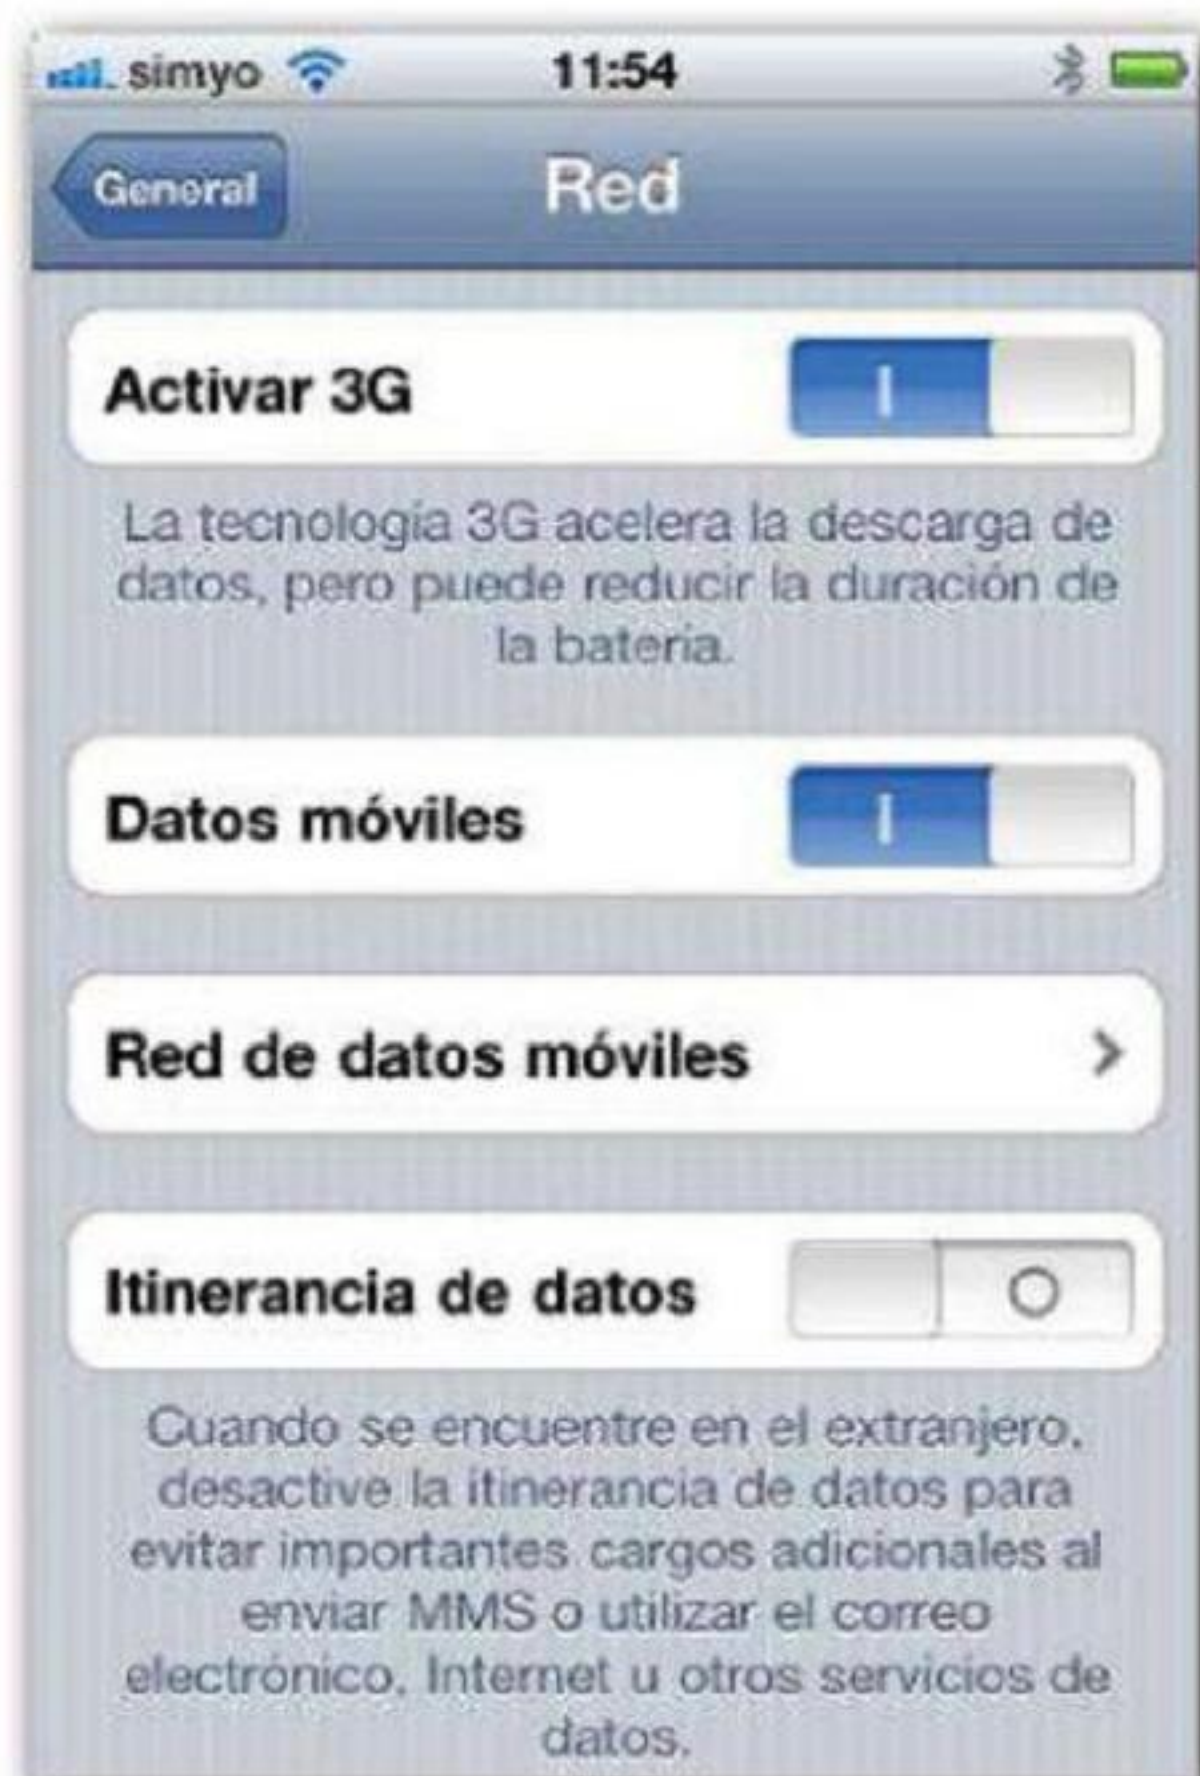 simyo 11:54
General Red
Activar 3G
La tecnología 3G acelera la descarga de
datos, pero puede reducir la duración de
la batería.
Datos móviles
Red de datos móviles
Itinerancia de datos
Cuando se encuentre en el extranjero,
desactive la itinerancia de datos para
evitar importantes cargos adicionales al
enviar MMS o utilizar el correo
electrónico, Internet u otros servicios de
datos.